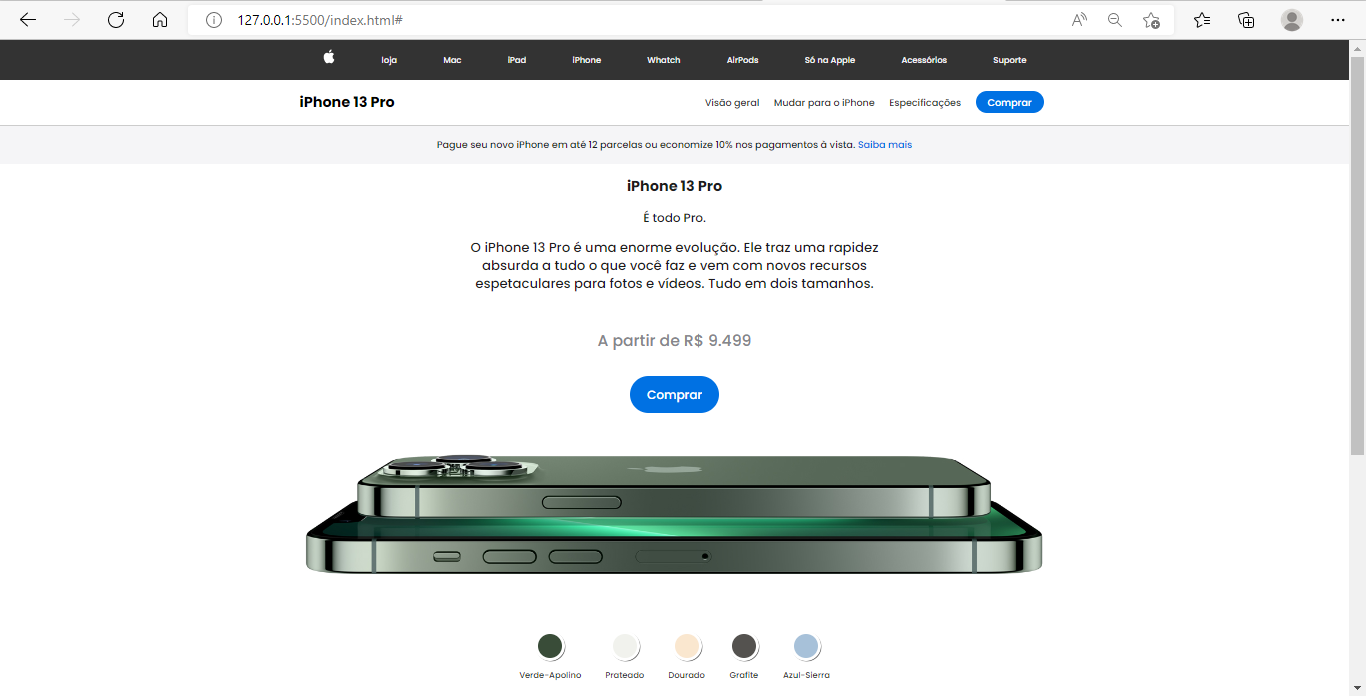 127.0.0.1:5500/index.html#
loja Mac iPad iPhone Whatch AirPods Só na Apple Acessórios Suporte
iPhone 13 Pro Visão geral Mudar para o iPhone Especificações Comprar
Pague seu novo iPhone em até 12 parcelas ou economize 10% nos pagamentos à vista. Saiba mais
iPhone 13 Pro
É todo Pro.
O iPhone 13 Pro é uma enorme evolução. Ele traz uma rapidez
absurda a tudo o que você faz e vem com novos recursos
espetaculares para fotos e vídeos. Tudo em dois tamanhos.
A partir de R$ 9.499
Comprar
Verde-Apolino Prateado Dourado Grafite Azul-Sierra